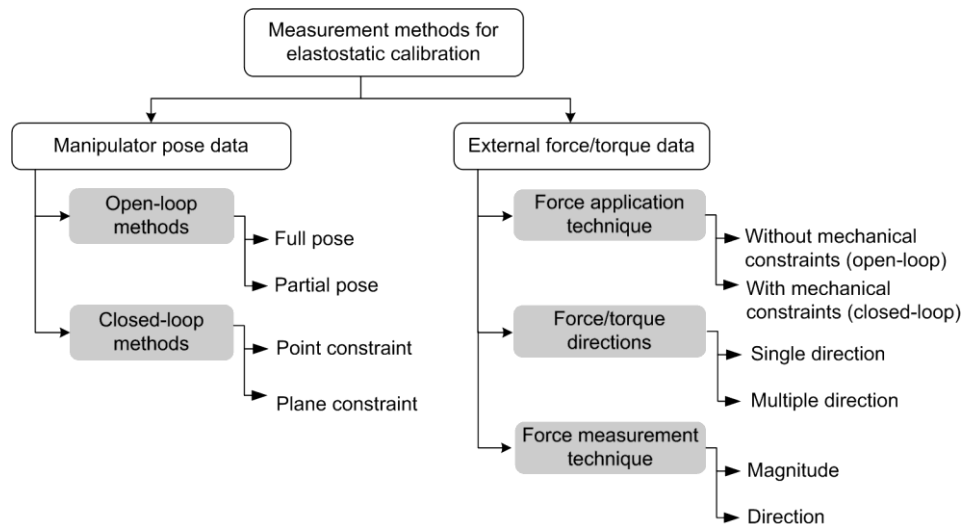 Measurement methods for
elastostatic calibration
Manipulator pose data
Open-loop
methods
Full pose
Partial pose
Closed-loop
methods
Point constraint
Plane constraint
External force/torque data
Force application
technique
Without mechanical
constraints (open-loop)
With mechanical
constraints (closed-loop)
Force/torque
directions
Single direction
Multiple direction
Force measurement
technique
Magnitude
Direction